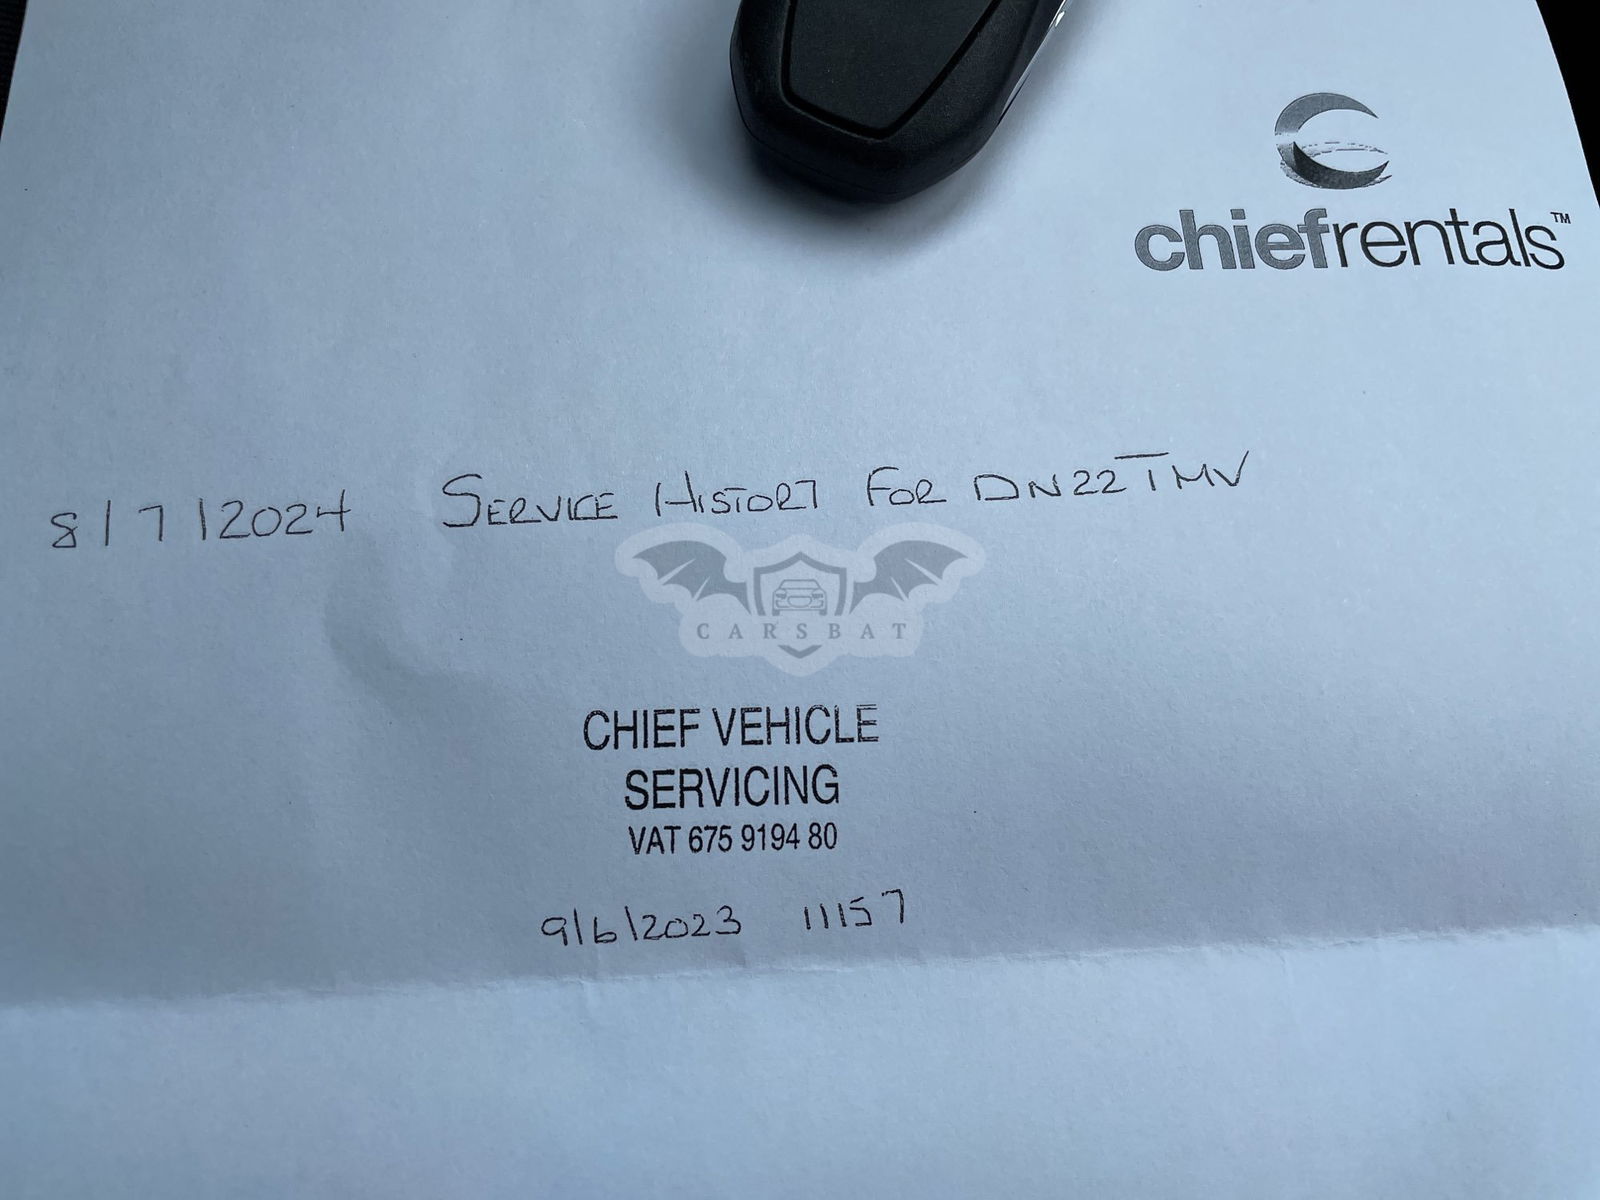 chiefrentals™
8/7/2024 SERVICE HISTORY FOR DN22TMV
CARSBAT
CHIEF VEHICLE
SERVICING
VAT 675 9194 80
9/6/2023 11157